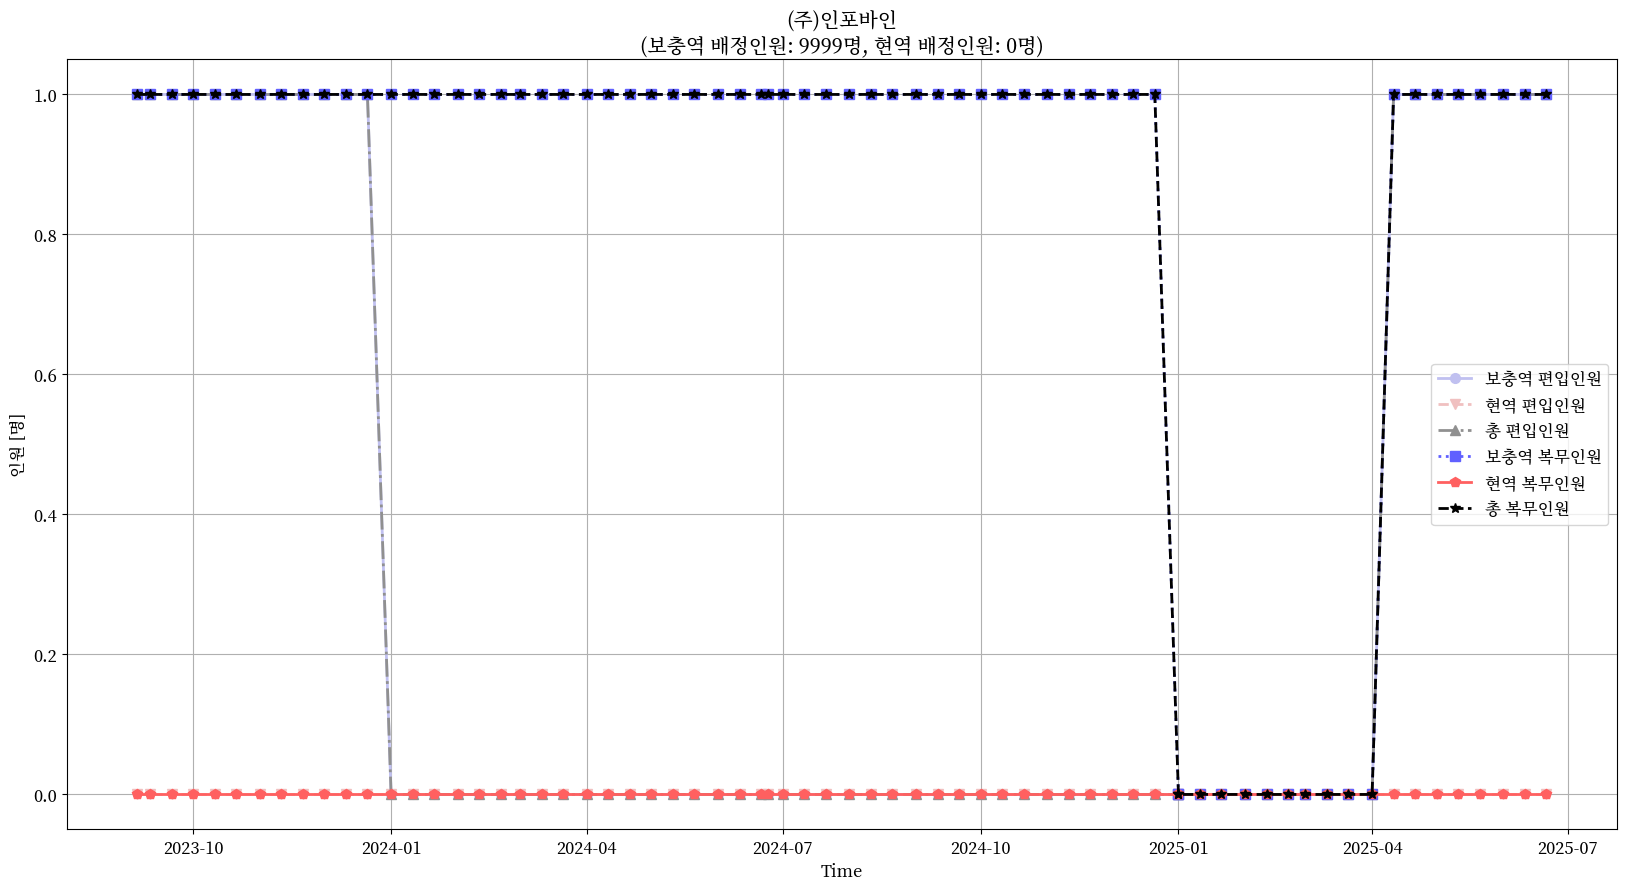 (주)인포바인
(보충역 배정인원: 9999명, 현역 배정인원: 0명)
1.0
0.8
0.6
0.4
0.2
0.0
인원 [명]
보충역 편입인원
현역 편입인원
총 편입인원
보충역 복무인원
현역 복무인원
총 복무인원
2023-10
2024-01
2024-04
2024-07
2024-10
2025-01
2025-04
2025-07
Time